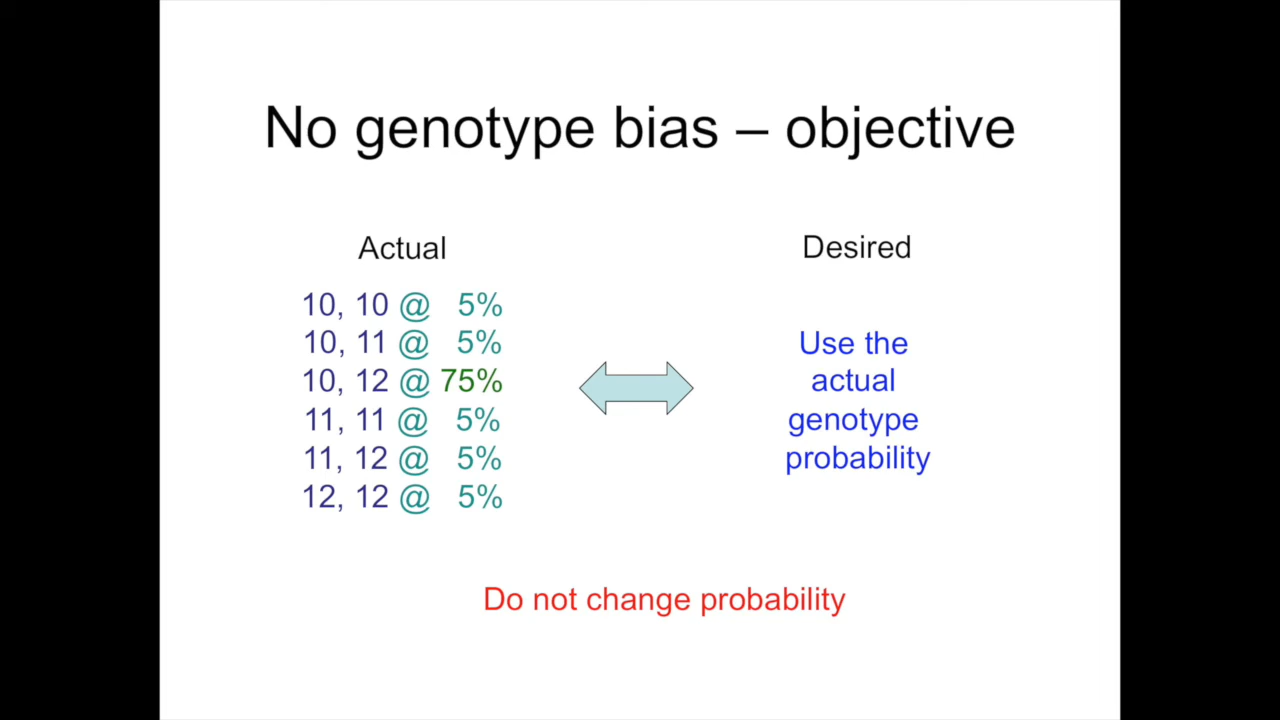 No genotype bias – objective
Actual
10, 10 @ 5%
10, 11 @ 5%
10, 12 @ 75%
11, 11 @ 5%
11, 12 @ 5%
12, 12 @ 5%
Desired
Use the
actual
genotype
probability
Do not change probability